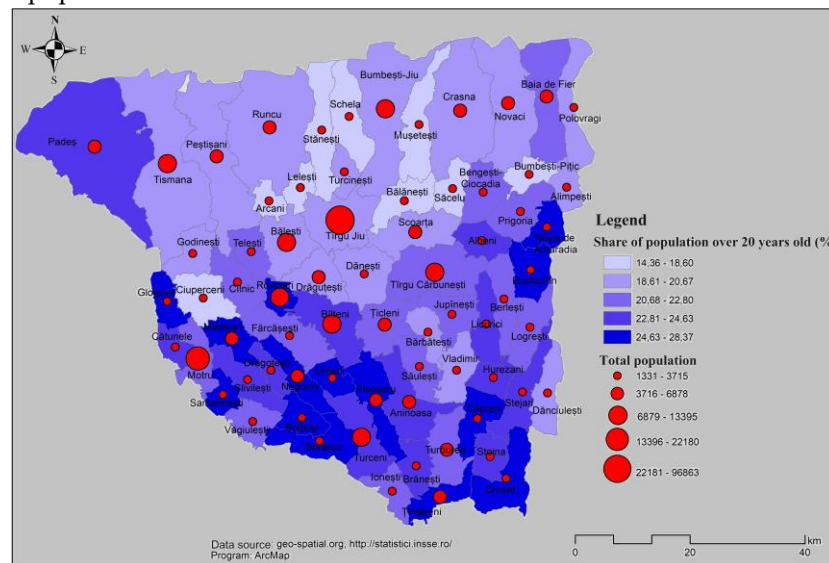 N
W E
S
Bumbești-Jiu
Baia de Fier
Schela
Crasna
Novaci
Polovragi
Runcu
Stănești
Mușetești
Padeș
Peștișani
Tismana
Lelești
Turcinești
Bengești-
Ciocadia
Bumbești-Pițic
Arcani
Bălănești
Săcelu
Alimpești
Prigoria
Scoarța
Tîrgu Jiu
Bălești
Telești
Godinești
Albeni
Dănești
Tîrgu Cărbunești
Ciuperceni
Cîlnic
Drăguțești
Jupînești
Berlești
Bîlteni
Țicleni
Licurici
Fărcășești
Bărbătești
Logrești
Cătunele
Motru
Vladimir
Hurezani
Săulești
Slivilești
Negomir
Stejari
Dănciulești
Aninoasa
Văgiulești
Turceni
Turburea
Stoina
Ionești
Brănești
Legend
Share of population over 20 years old (%
14,36 - 18,60
18,61 - 20,67
20,68 - 22,80
22,81 - 24,63
24,63 - 28,37
Total population
1331 - 3715
3716 - 6878
6879 - 13395
13396 - 22180
22181 - 96863
Data source: geo-spatial.org, http://statistici.insse.ro/
Program: ArcMap
km
0 20 40